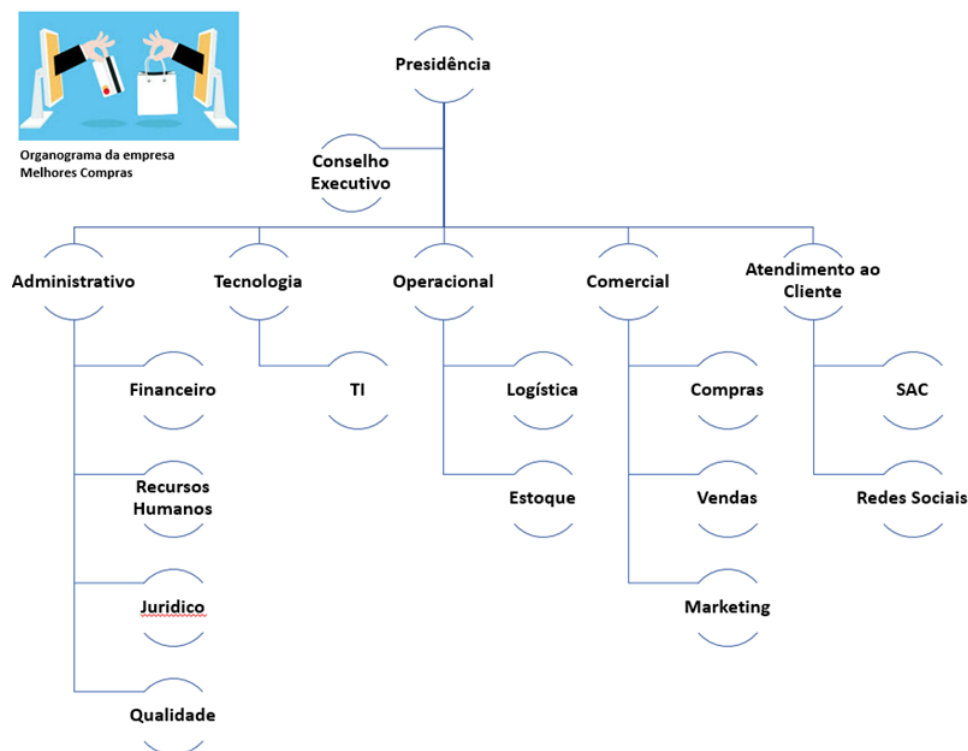 Organograma da empresa
Melhores Compras
Presidência
Conselho
Executivo
Administrativo
Tecnologia
Operacional
Comercial
Atendimento ao
Cliente
Financeiro
TI
Logística
Compras
SAC
Recursos
Humanos
Estoque
Vendas
Redes Sociais
Juridico
Marketing
Qualidade